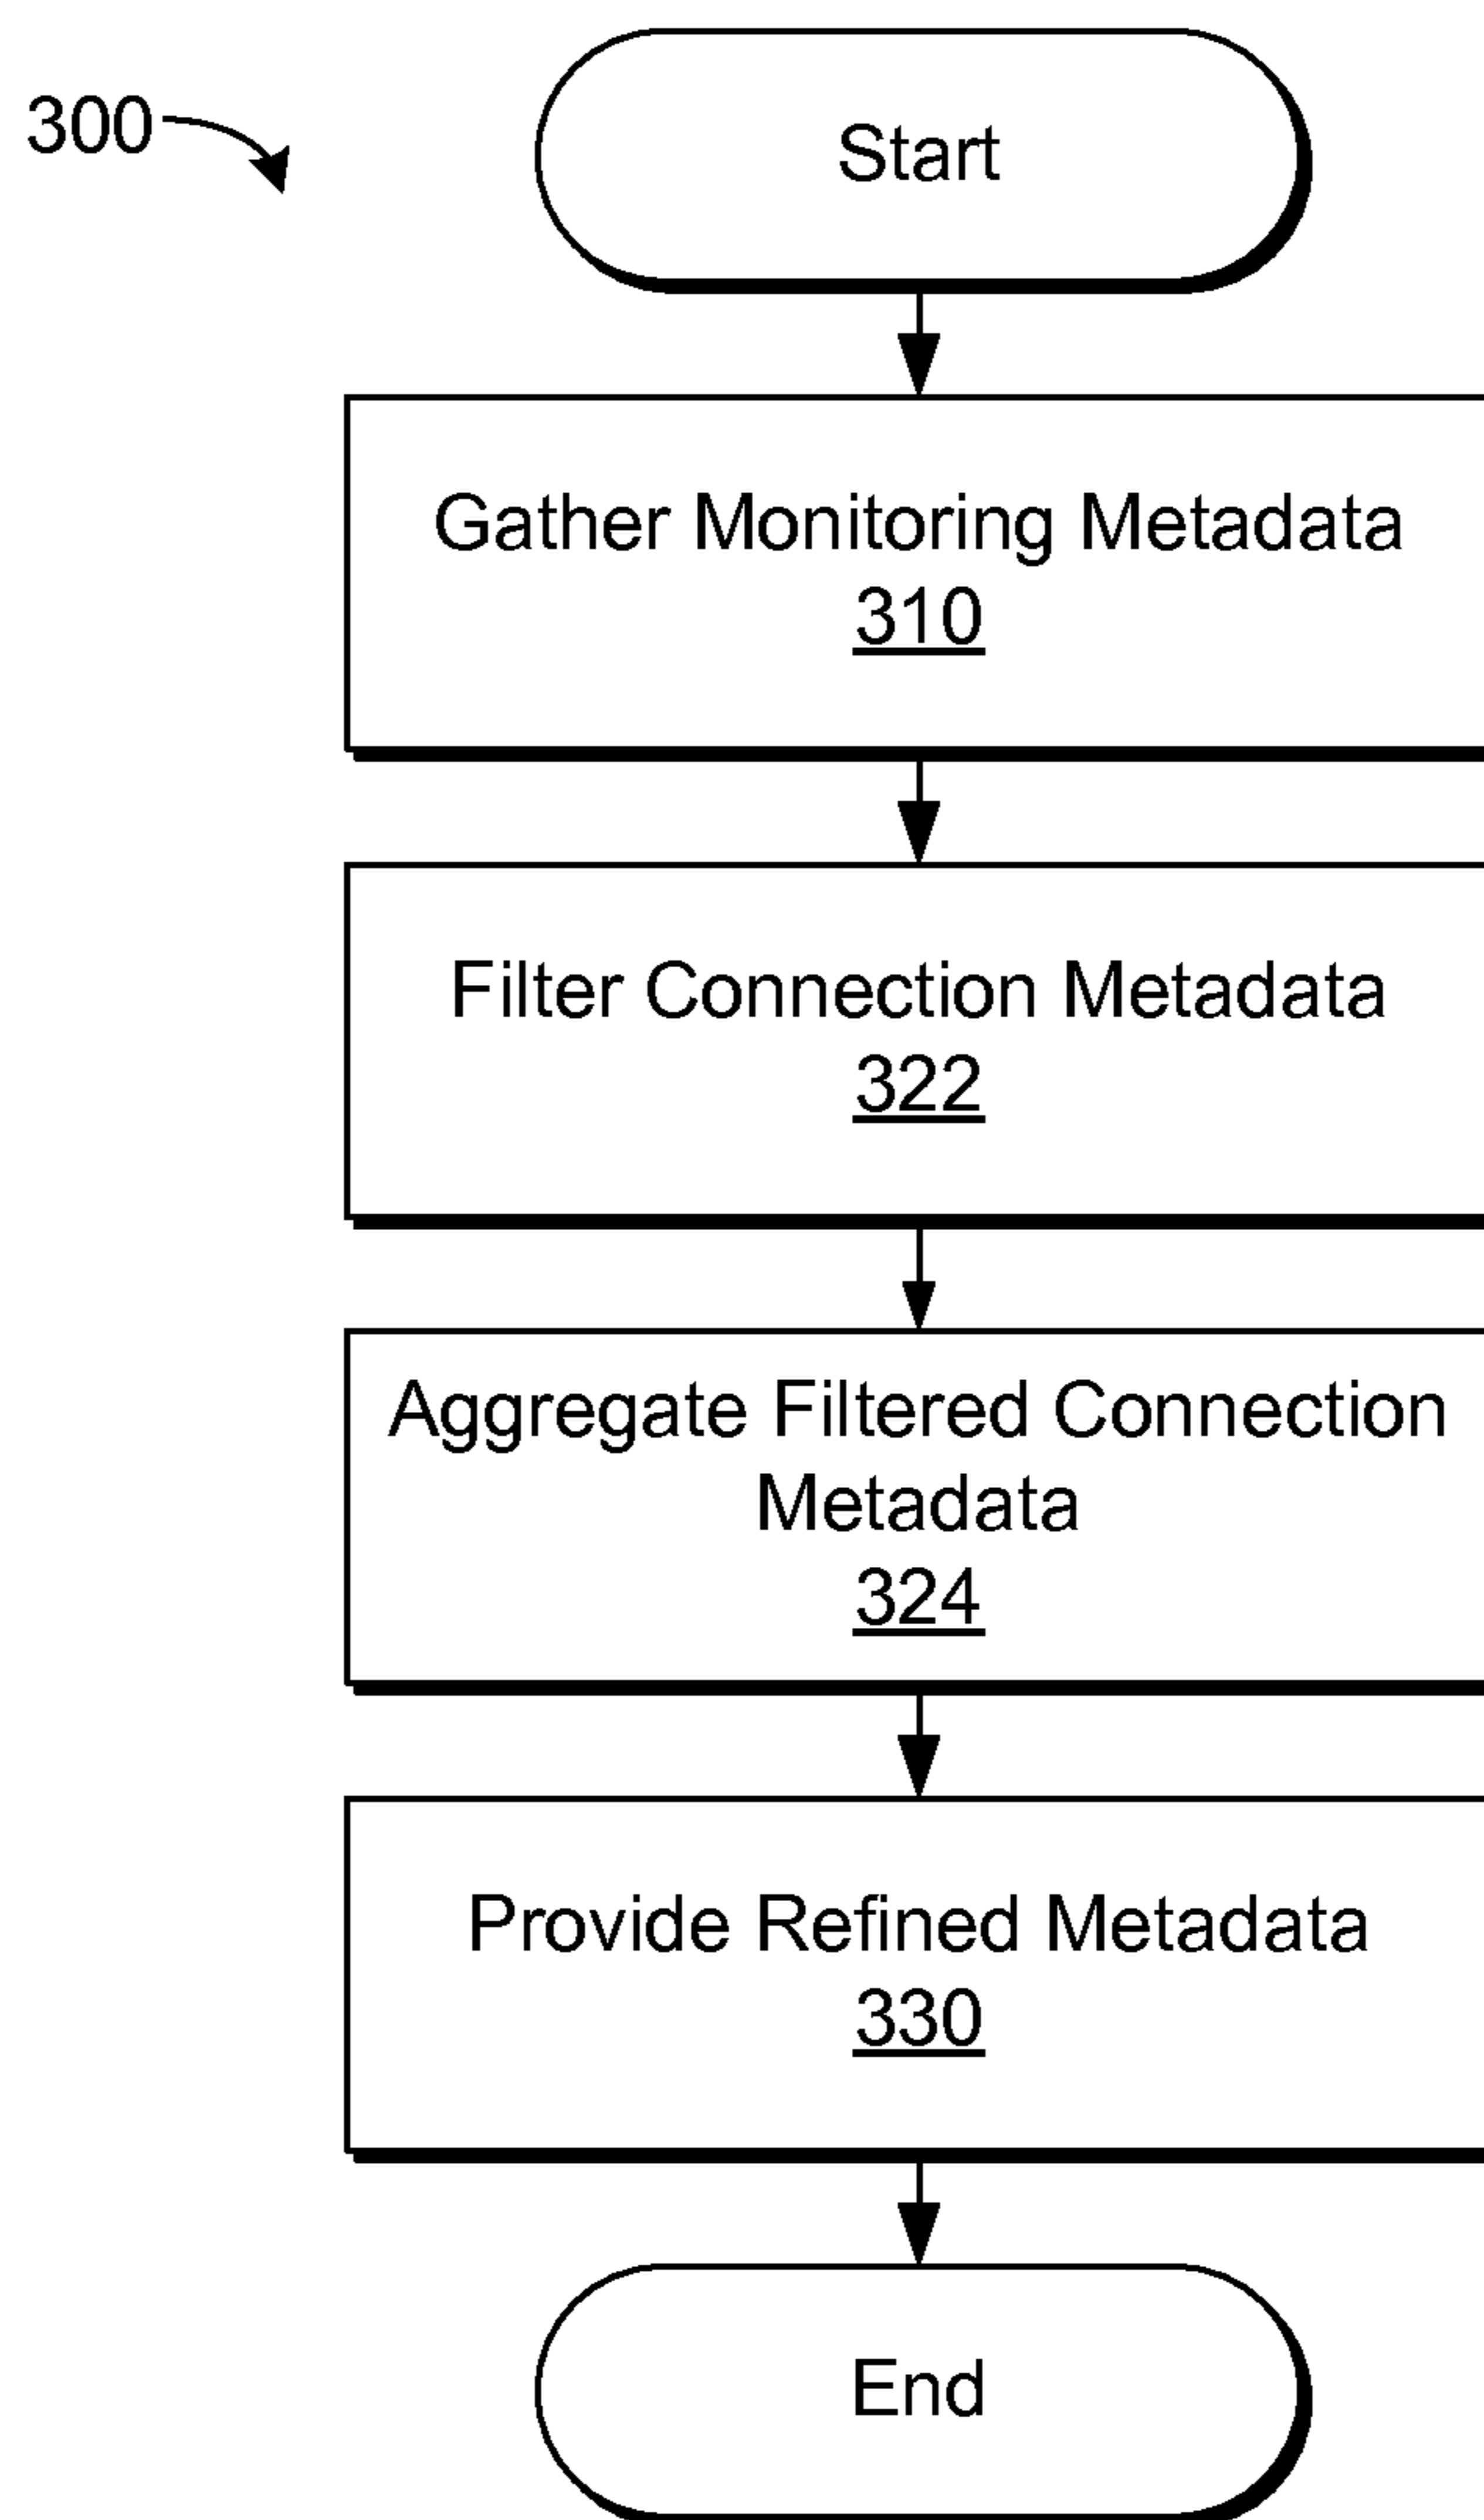 300
Start
Gather Monitoring Metadata
310
Filter Connection Metadata
322
Aggregate Filtered Connection
Metadata
324
Provide Refined Metadata
330
End